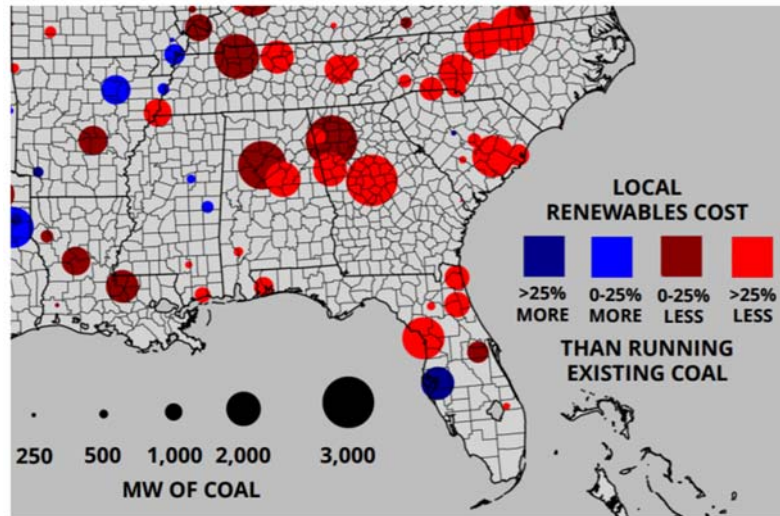 LOCAL
RENEWABLES COST
>25% 0-25% 0-25% >25%
MORE MORE LESS LESS
THAN RUNNING
EXISTING COAL
250 500 1,000 2,000 3,000
MW OF COAL